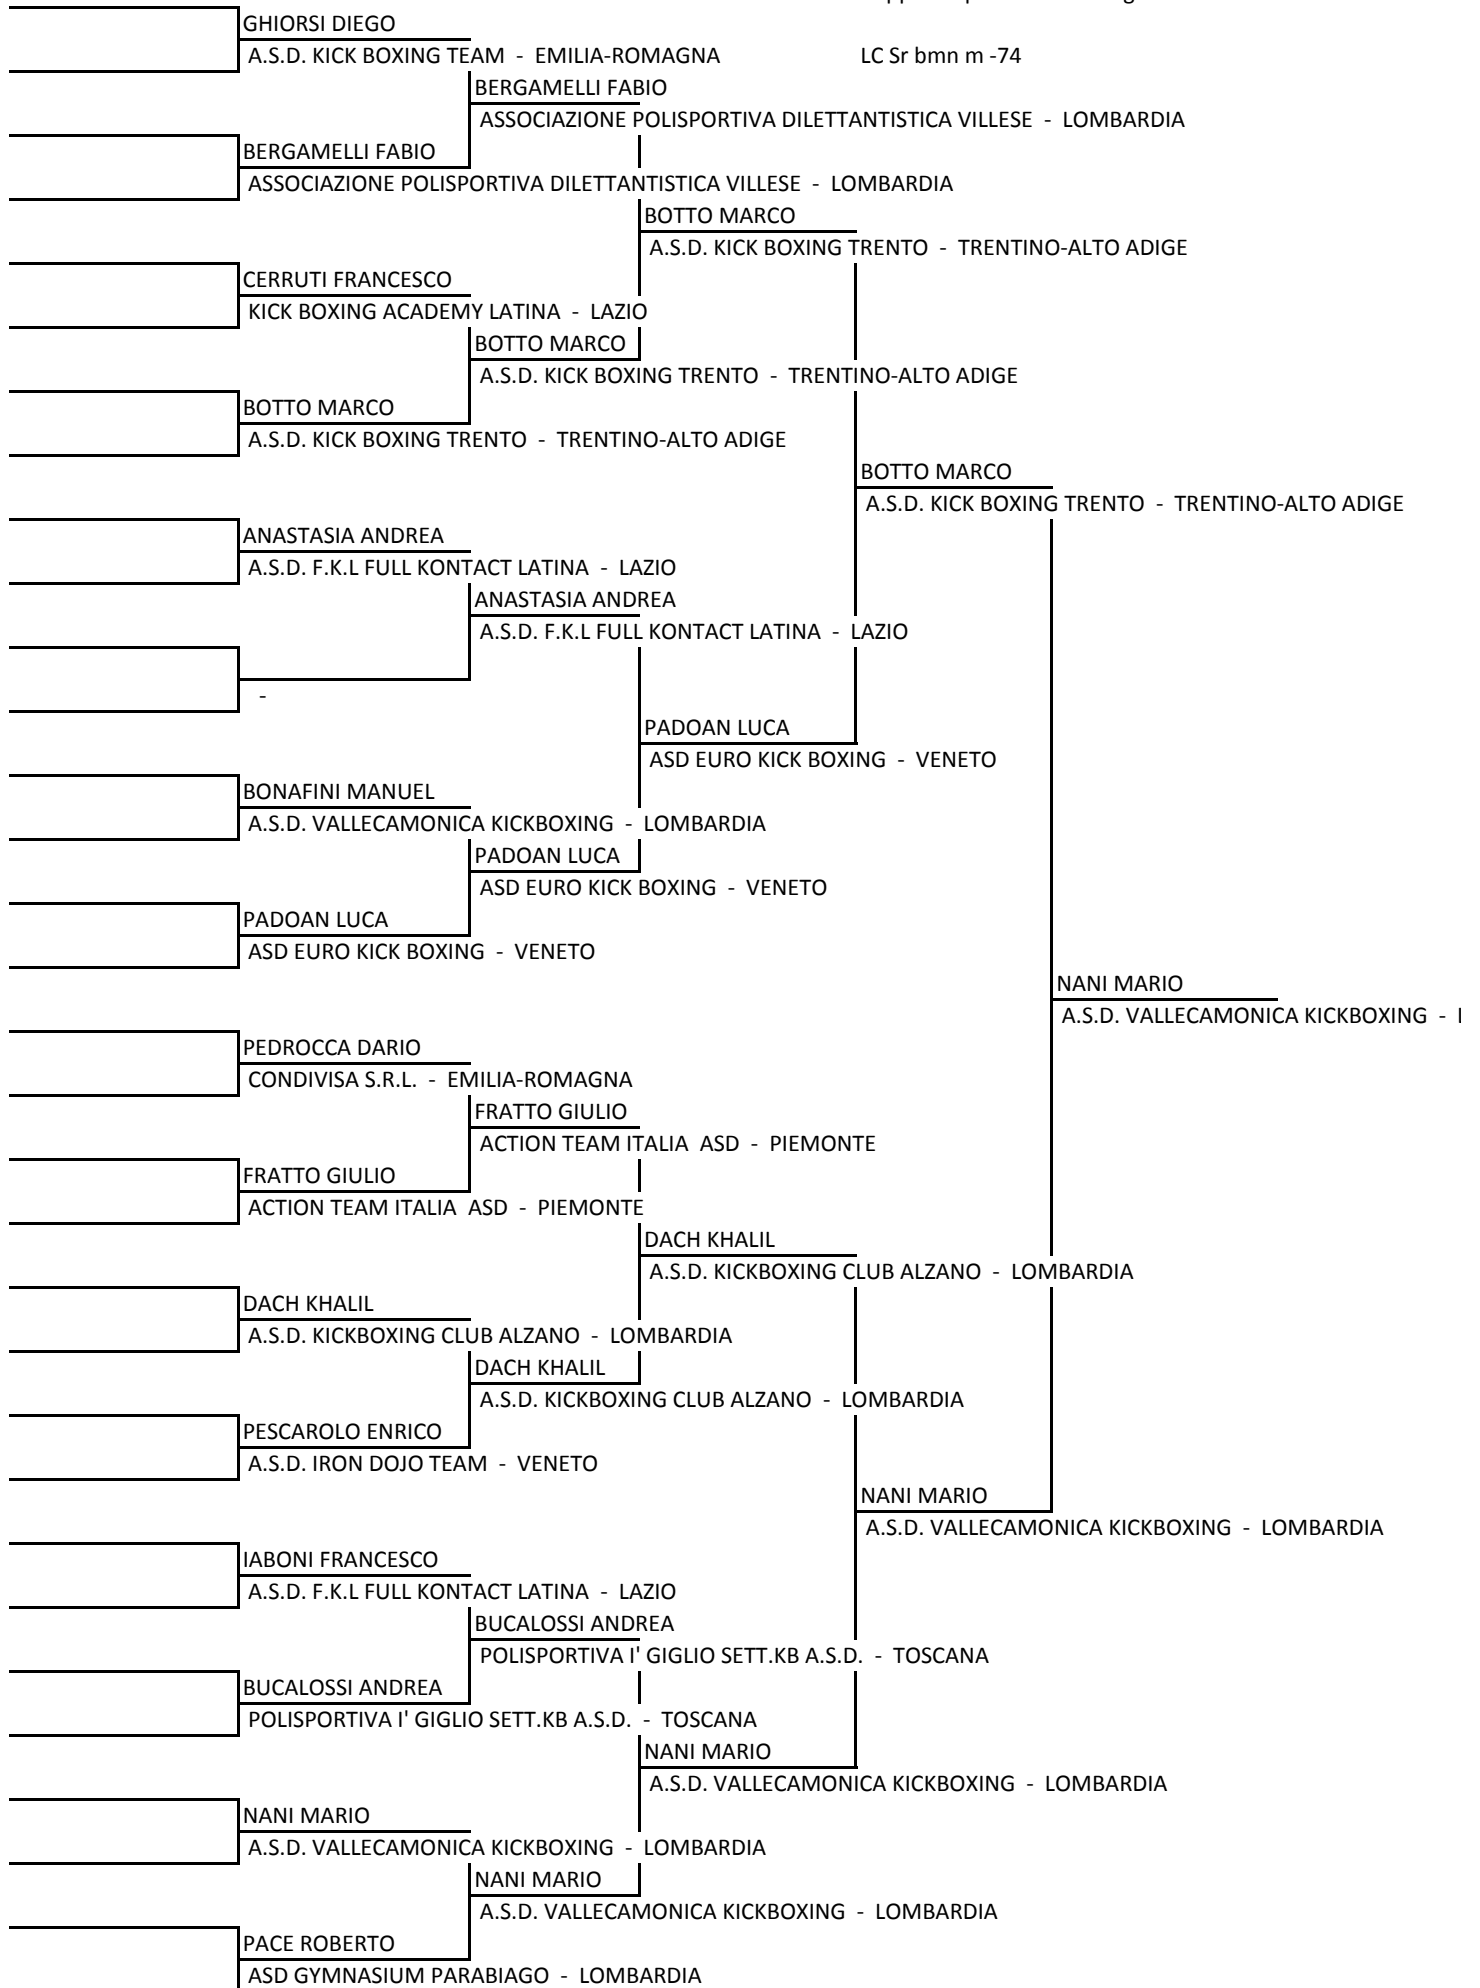 GHIORSI DIEGO
A.S.D. KICK BOXING TEAM - EMILIA-ROMAGNA
LC Sr bmn m -74
BERGAMELLI FABIO
ASSOCIAZIONE POLISPORTIVA DILETTANTISTICA VILLESE - LOMBARDIA
BERGAMELLI FABIO
ASSOCIAZIONE POLISPORTIVA DILETTANTISTICA VILLESE - LOMBARDIA
BOTTO MARCO
A.S.D. KICK BOXING TRENTO - TRENTINO-ALTO ADIGE
CERRUTI FRANCESCO
KICK BOXING ACADEMY LATINA - LAZIO
BOTTO MARCO
A.S.D. KICK BOXING TRENTO - TRENTINO-ALTO ADIGE
BOTTO MARCO
A.S.D. KICK BOXING TRENTO - TRENTINO-ALTO ADIGE
BOTTO MARCO
A.S.D. KICK BOXING TRENTO - TRENTINO-ALTO ADIGE
ANASTASIA ANDREA
A.S.D. F.K.L FULL KONTACT LATINA - LAZIO
ANASTASIA ANDREA
A.S.D. F.K.L FULL KONTACT LATINA - LAZIO
-
PADOAN LUCA
ASD EURO KICK BOXING - VENETO
BONAFINI MANUEL
A.S.D. VALLECAMONICA KICKBOXING - LOMBARDIA
PADOAN LUCA
ASD EURO KICK BOXING - VENETO
PADOAN LUCA
ASD EURO KICK BOXING - VENETO
NANI MARIO
A.S.D. VALLECAMONICA KICKBOXING -
PEDROCCA DARIO
CONDIVISA S.R.L. - EMILIA-ROMAGNA
FRATTO GIULIO
ACTION TEAM ITALIA ASD - PIEMONTE
FRATTO GIULIO
ACTION TEAM ITALIA ASD - PIEMONTE
DACH KHALIL
A.S.D. KICKBOXING CLUB ALZANO - LOMBARDIA
DACH KHALIL
A.S.D. KICKBOXING CLUB ALZANO - LOMBARDIA
DACH KHALIL
A.S.D. KICKBOXING CLUB ALZANO - LOMBARDIA
PESCAROLO ENRICO
A.S.D. IRON DOJO TEAM - VENETO
NANI MARIO
A.S.D. VALLECAMONICA KICKBOXING - LOMBARDIA
IABONI FRANCESCO
A.S.D. F.K.L FULL KONTACT LATINA - LAZIO
BUCALOSSI ANDREA
POLISPORTIVA I' GIGLIO SETT.KB A.S.D. - TOSCANA
BUCALOSSI ANDREA
POLISPORTIVA I' GIGLIO SETT.KB A.S.D. - TOSCANA
NANI MARIO
A.S.D. VALLECAMONICA KICKBOXING - LOMBARDIA
NANI MARIO
A.S.D. VALLECAMONICA KICKBOXING - LOMBARDIA
NANI MARIO
A.S.D. VALLECAMONICA KICKBOXING - LOMBARDIA
PACE ROBERTO
ASD GYMNASIUM PARABIAGO - LOMBARDIA